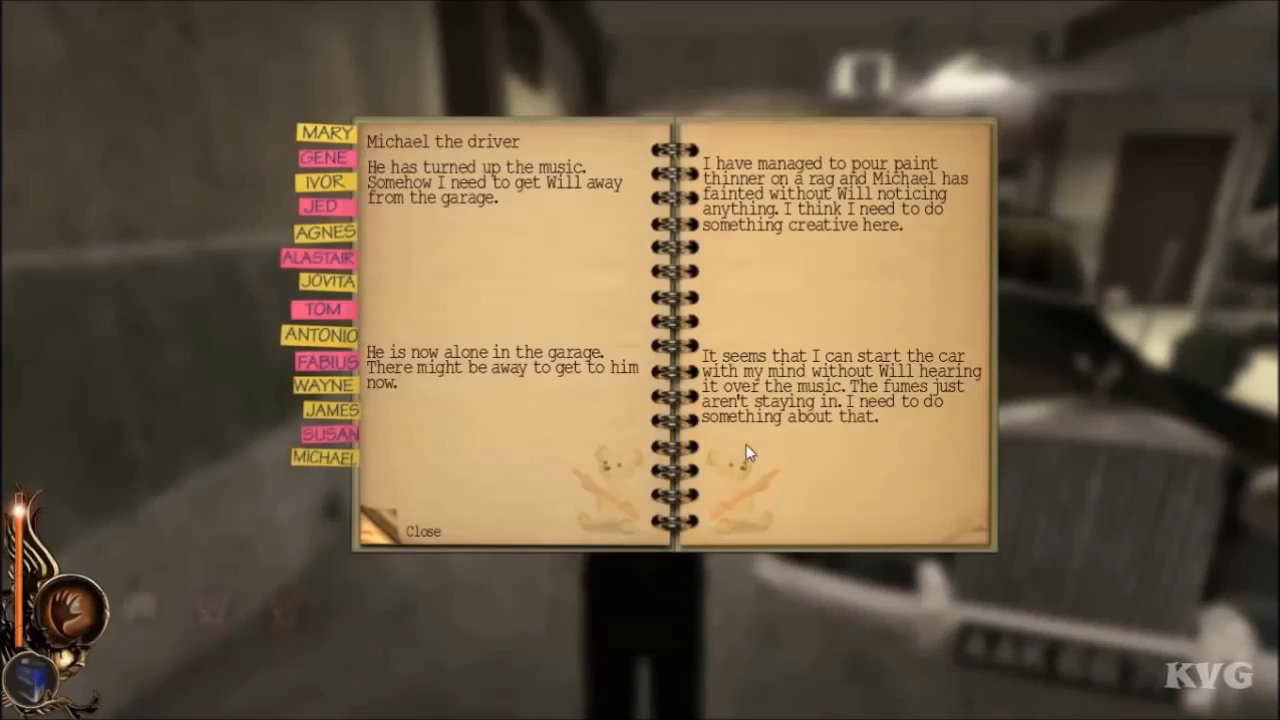 MARY
GENE
IVOR
JED
AGNES
ALASTAIR
JOVITA
TOM
ANTONIO
FABIUS
WAYNE
JAMES
SUSAN
MICHAEL
Michael the driver
He has turned up the music.
Somehow I need to get Will away
from the garage.
He is now alone in the garage.
There might be away to get to him
now.
Close
I have managed to pour paint
thinner on a rag and Michael has
fainted without Will noticing
anything. I think I need to do
something creative here.
It seems that I can start the car
with my mind without Will hearing
it over the music. The fumes just
aren't staying in. I need to do
something about that.
KVG